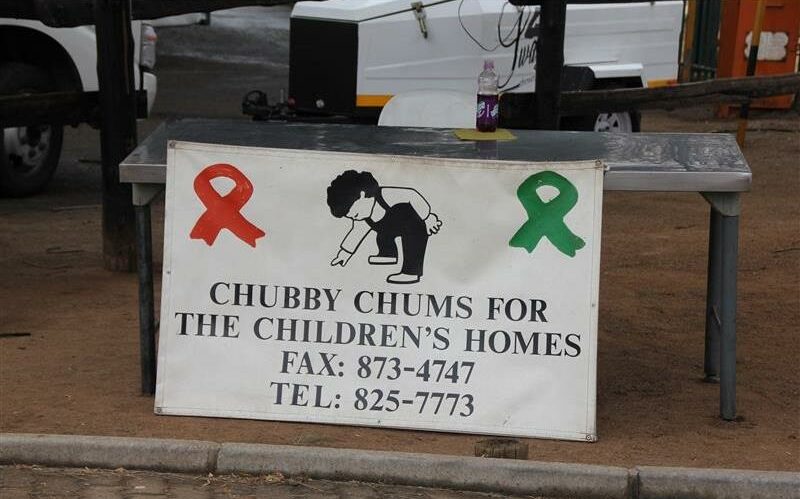 CHUBBY CHUMS FOR
THE CHILDREN'S HOMES
FAX: 873-4747
TEL: 825-7773